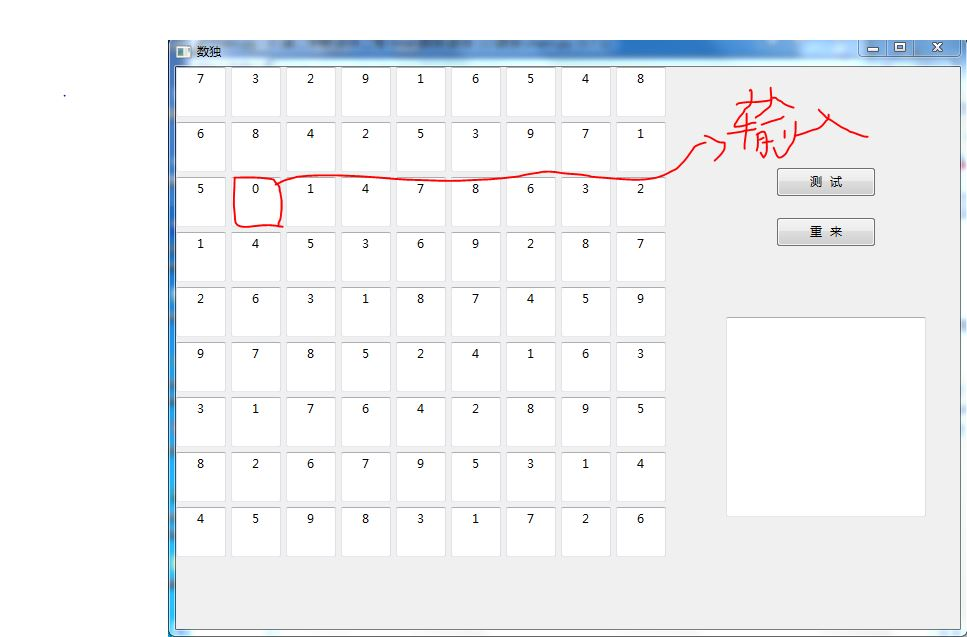 数独
7 3 2 9 1 6 5 4 8
6 8 4 2 5 3 9 7 1
输入
5 0 1 4 7 8 6 3 2
测 试
重 来
1 4 5 3 6 9 2 8 7
2 6 3 1 8 7 4 5 9
9 7 8 5 2 4 1 6 3
3 1 7 6 4 2 8 9 5
8 2 6 7 9 5 3 1 4
4 5 9 8 3 1 7 2 6